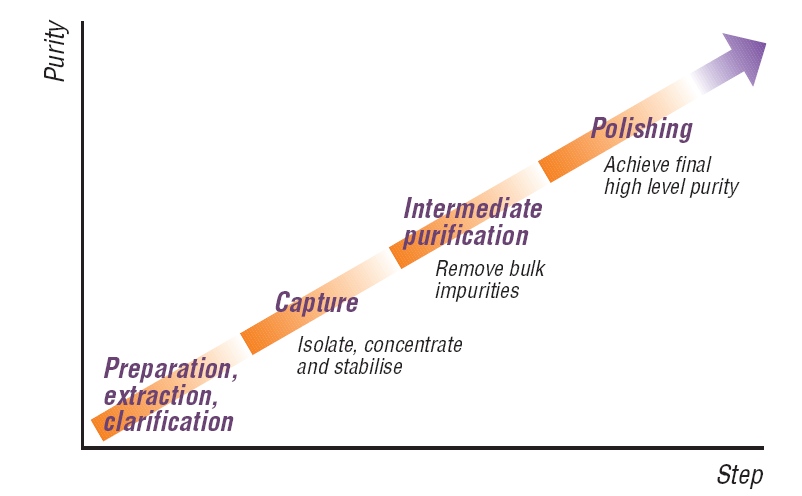 Purity
Polishing
Achieve final
high level purity
Intermediate
purification
Remove bulk
impurities
Capture
Isolate, concentrate
and stabilise
Preparation,
extraction,
clarification
Step